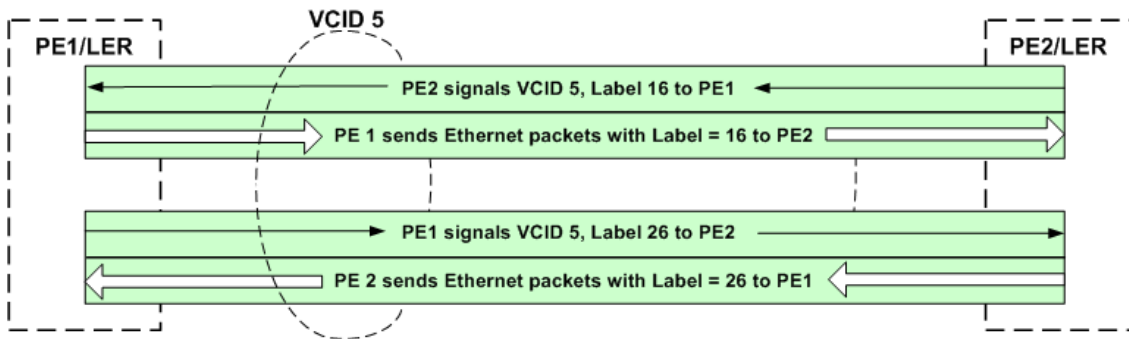 VCID 5
PE1/LER
PE2/LER
PE2 signals VCID 5, Label 16 to PE1
PE 1 sends Ethernet packets with Label = 16 to PE2
PE1 signals VCID 5, Label 26 to PE2
PE 2 sends Ethernet packets with Label = 26 to PE1